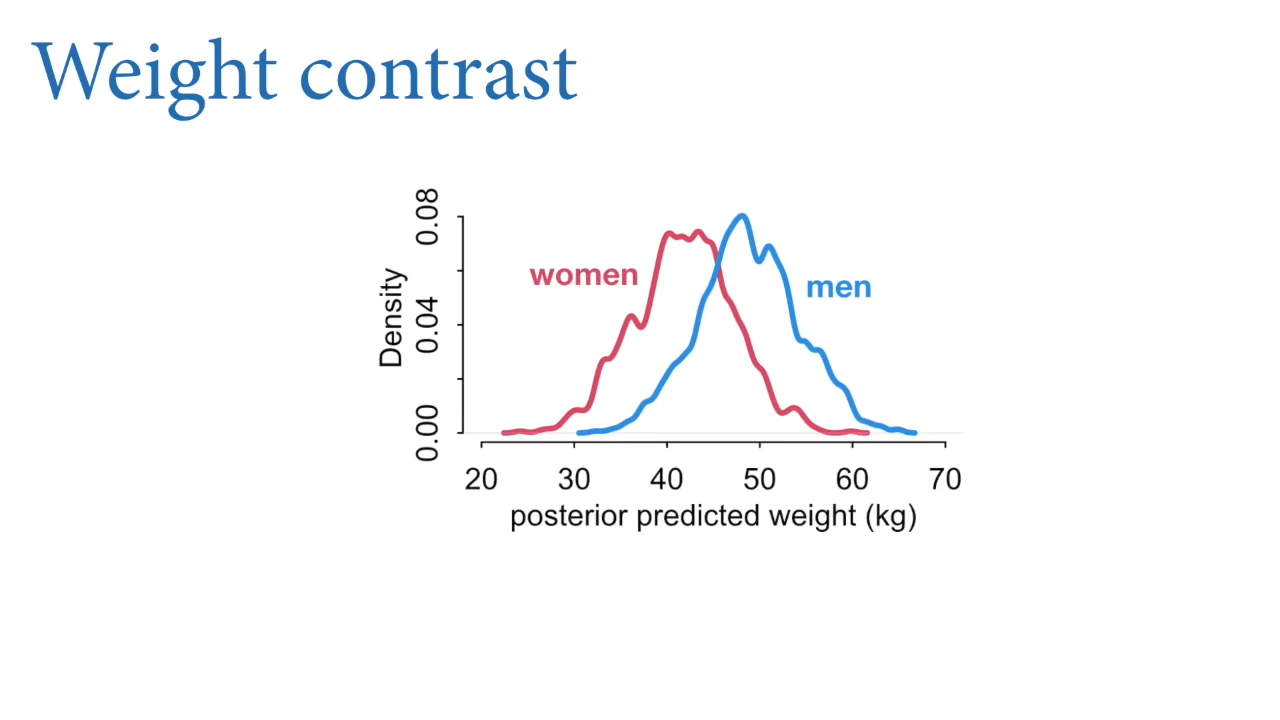 Weight contrast
0.08
0.04
0.00
Density
women
men
20 30 40 50 60 70
posterior predicted weight (kg)